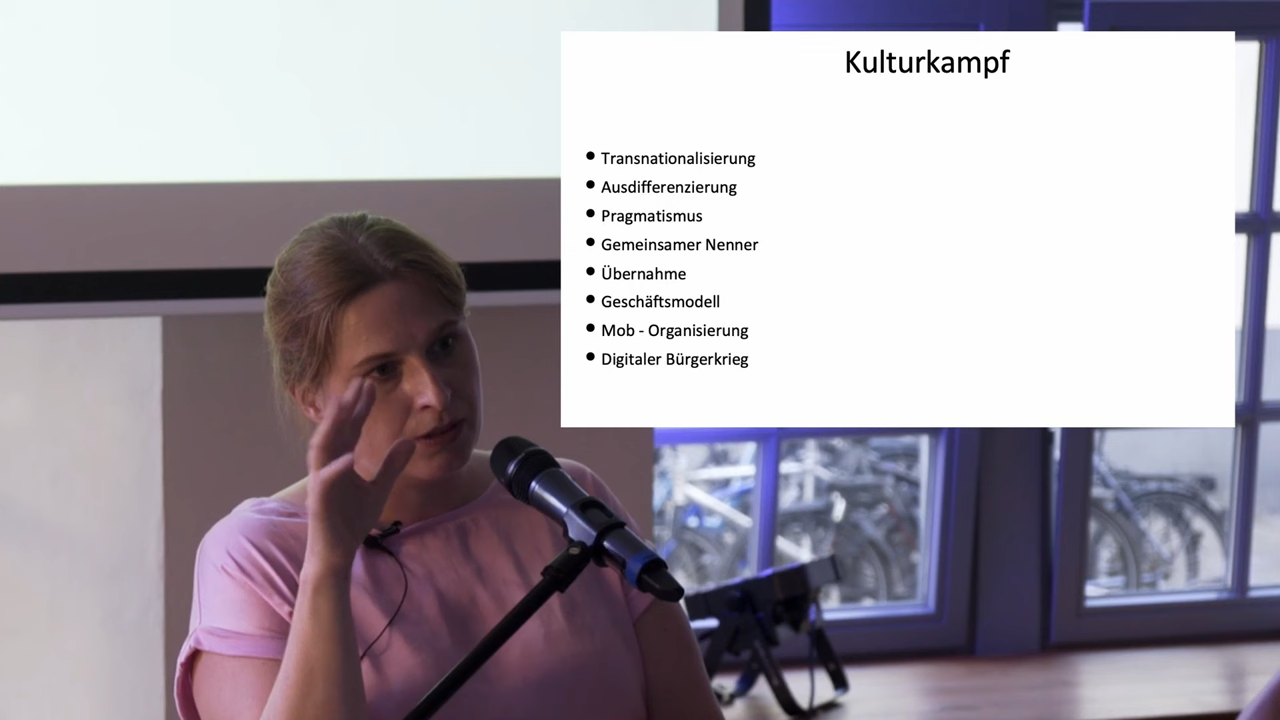 Kulturkampf
• Transnationalisierung
• Ausdifferenzierung
• Pragmatismus
• Gemeinsamer Nenner
• Übernahme
• Geschäftsmodell
• Mob - Organisierung
• Digitaler Bürgerkrieg